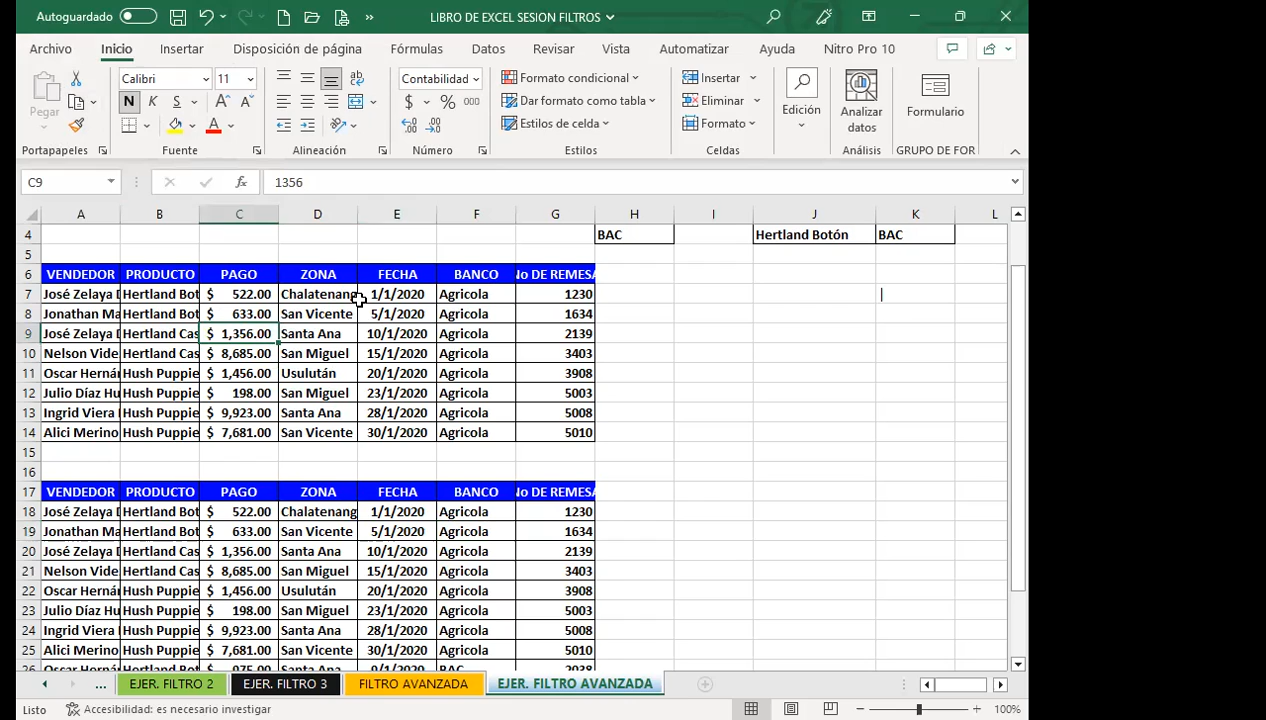 Autoguardado LIBRO DE EXCEL SESION FILTROS
Archivo Inicio Insertar Disposición de página Fórmulas Datos Revisar Vista Automatizar Ayuda Nitro Pro 10
Pegar Calibri 11 Contabilidad Formato condicional Insertar Edición Analizar datos Formulario
N K S $ % 000 Dar formato como tabla Eliminar
Estilos de celda Formato
Portapapeles Fuente Alineación Número Estilos Celdas Análisis GRUPO DE FOR
C9 fx 1356
A B C D E F G H I J K L
4 BAC Hertland Botón BAC
5
6 VENDEDOR PRODUCTO PAGO ZONA FECHA BANCO No DE REMESA
7 José Zelaya D Hertland Bot $ 522.00 Chalatenang 1/1/2020 Agricola 1230
8 Jonathan Ma Hertland Bot $ 633.00 San Vicente 5/1/2020 Agricola 1634
9 José Zelaya D Hertland Cas $ 1,356.00 Santa Ana 10/1/2020 Agricola 2139
10 Nelson Vide Hertland Cas $ 8,685.00 San Miguel 15/1/2020 Agricola 3403
11 Oscar Hernán Hush Puppie $ 1,456.00 Usulután 20/1/2020 Agricola 3908
12 Julio Díaz Hu Hush Puppie $ 198.00 San Miguel 23/1/2020 Agricola 5003
13 Ingrid Viera Hush Puppie $ 9,923.00 Santa Ana 28/1/2020 Agricola 5008
14 Alici Merino Hush Puppie $ 7,681.00 San Vicente 30/1/2020 Agricola 5010
15
16
17 VENDEDOR PRODUCTO PAGO ZONA FECHA BANCO No DE REMESA
18 José Zelaya D Hertland Bot $ 522.00 Chalatenang 1/1/2020 Agricola 1230
19 Jonathan Ma Hertland Bot $ 633.00 San Vicente 5/1/2020 Agricola 1634
20 José Zelaya D Hertland Cas $ 1,356.00 Santa Ana 10/1/2020 Agricola 2139
21 Nelson Vide Hertland Cas $ 8,685.00 San Miguel 15/1/2020 Agricola 3403
22 Oscar Hernán Hush Puppie $ 1,456.00 Usulután 20/1/2020 Agricola 3908
23 Julio Díaz Hu Hush Puppie $ 198.00 San Miguel 23/1/2020 Agricola 5003
24 Ingrid Viera Hush Puppie $ 9,923.00 Santa Ana 28/1/2020 Agricola 5008
25 Alici Merino Hush Puppie $ 7,681.00 San Vicente 30/1/2020 Agricola 5010
26 Oscar Hernán Hush Puppie $ 975.00 Santa Ana 9/1/2020 BAC 2038
... EJER. FILTRO 2 EJER. FILTRO 3 FILTRO AVANZADA EJER. FILTRO AVANZADA
Listo Accesibilidad: es necesario investigar 100%